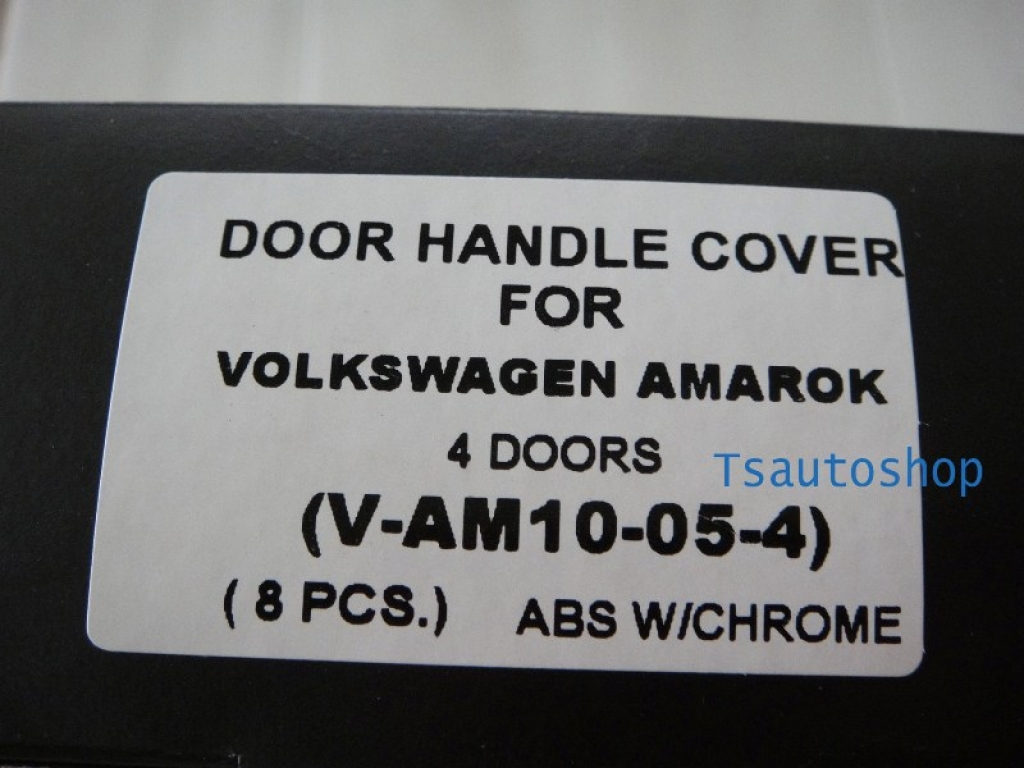 DOOR HANDLE COVER
FOR
VOLKSWAGEN AMAROK
4 DOORS
Tsautoshop
(V-AM10-05-4)
( 8 PCS.) ABS W/CHROME